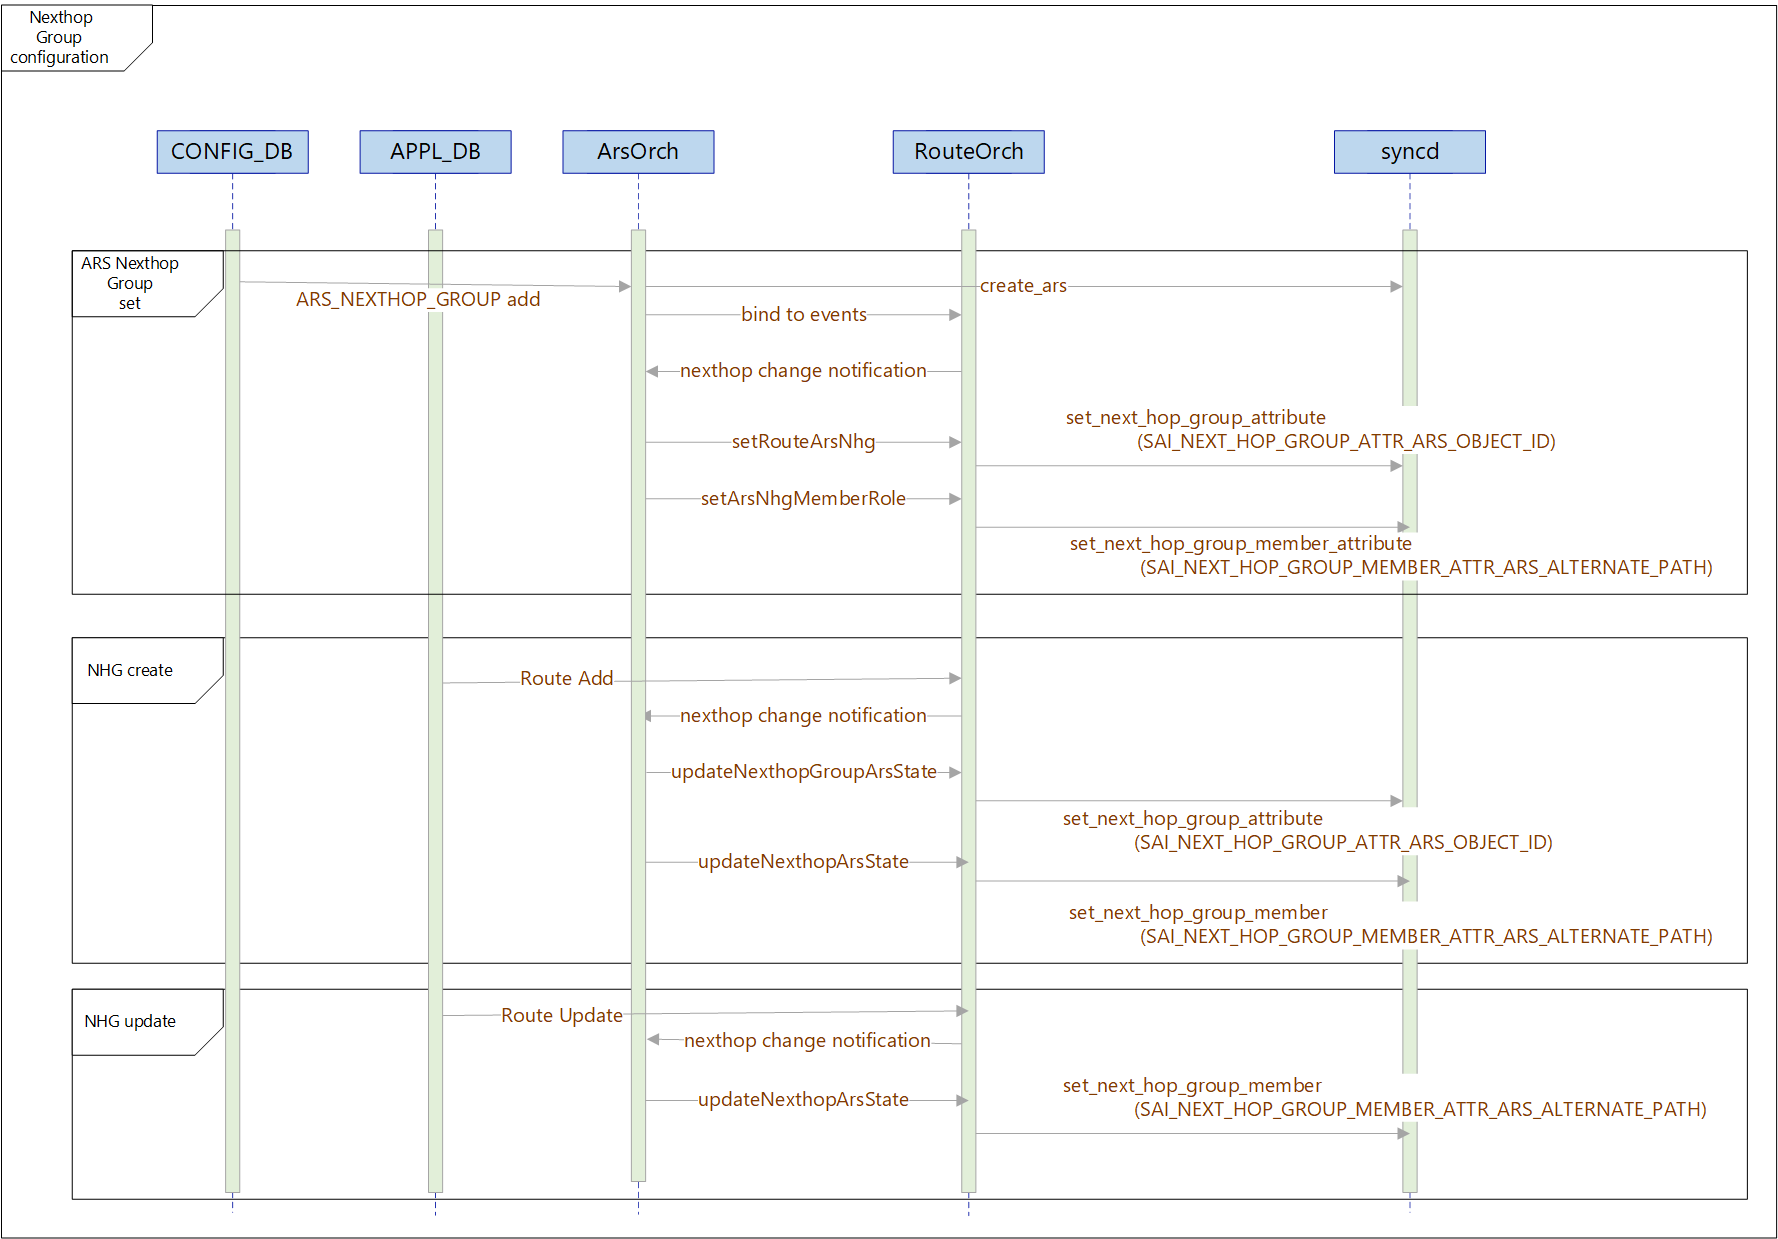 Nexthop
Group
configuration
CONFIG_DB
APPL_DB
ArsOrch
RouteOrch
syncd
ARS Nexthop
Group
set
ARS_NEXTHOP_GROUP add
create_ars
bind to events
nexthop change notification
set_next_hop_group_attribute
(SAI_NEXT_HOP_GROUP_ATTR_ARS_OBJECT_ID)
setRouteArsNhg
setArsNhgMemberRole
set_next_hop_group_member_attribute
(SAI_NEXT_HOP_GROUP_MEMBER_ATTR_ARS_ALTERNATE_PATH)
NHG create
Route Add
nexthop change notification
updateNexthopGroupArsState
set_next_hop_group_attribute
(SAI_NEXT_HOP_GROUP_ATTR_ARS_OBJECT_ID)
updateNexthopArsState
set_next_hop_group_member
(SAI_NEXT_HOP_GROUP_MEMBER_ATTR_ARS_ALTERNATE_PATH)
NHG update
Route Update
nexthop change notification
set_next_hop_group_member
(SAI_NEXT_HOP_GROUP_MEMBER_ATTR_ARS_ALTERNATE_PATH)
updateNexthopArsState